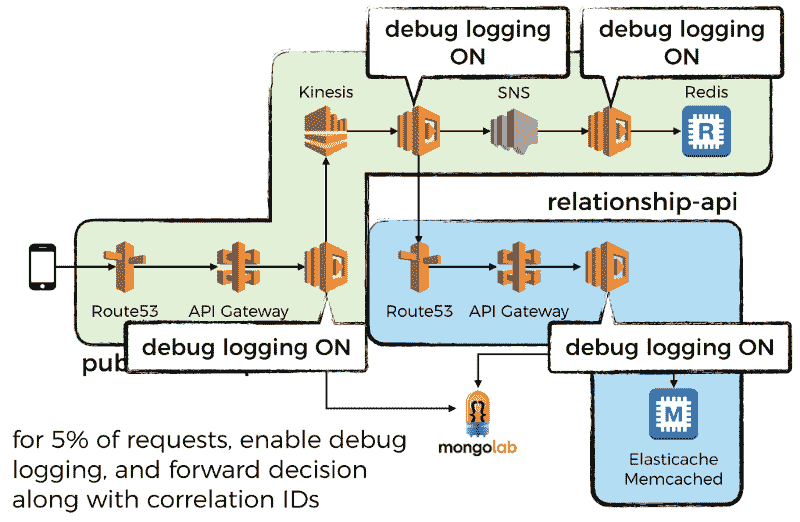 debug logging
ON
debug logging
ON
Kinesis
SNS
Redis
R
relationship-api
Route53
API Gateway
Route53
API Gateway
debug logging ON
debug logging ON
pub
mongolab
M
Elasticache
Memcached
for 5% of requests, enable debug
logging, and forward decision
along with correlation IDs